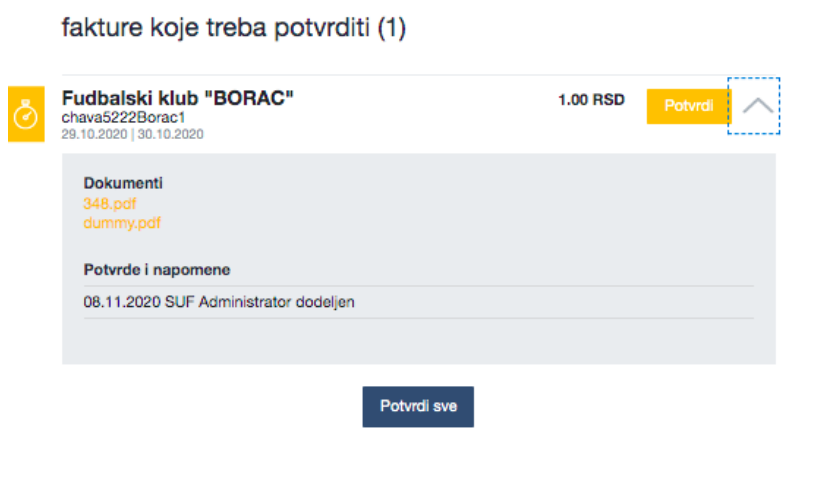 fakture koje treba potvrditi (1)
Fudbalski klub "BORAC"
1.00 RSD
Potvrdi
chava5222Borac1
29.10.2020 | 30.10.2020
Dokumenti
348.pdf
dummy.pdf
Potvrde i napomene
08.11.2020 SUF Administrator dodeljen
Potvrdi sve